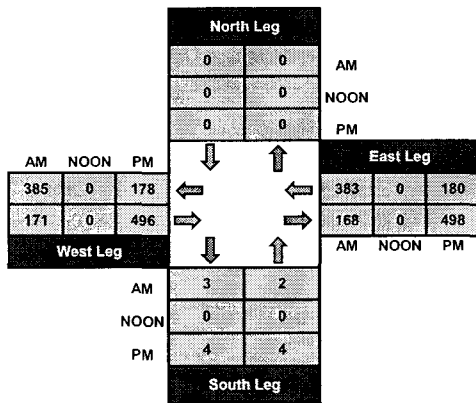 North Leg
0 0 AM
0 0 NOON
0 0 PM
AM NOON PM
East Leg
385 0 178
383 0 180
171 0 496
168 0 498
West Leg
AM NOON PM
AM 3 2
NOON 0 0
PM 4 4
South Leg